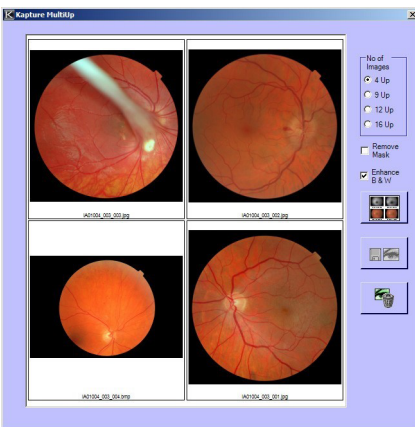 Kapture MultiUp
IA01004_003_003.jpg
IA01004_003_002.jpg
IA01004_003_004.bmp
IA01004_003_001.jpg
No of
Images
4 Up
9 Up
12 Up
16 Up
Remove
Mask
Enhance
B & W